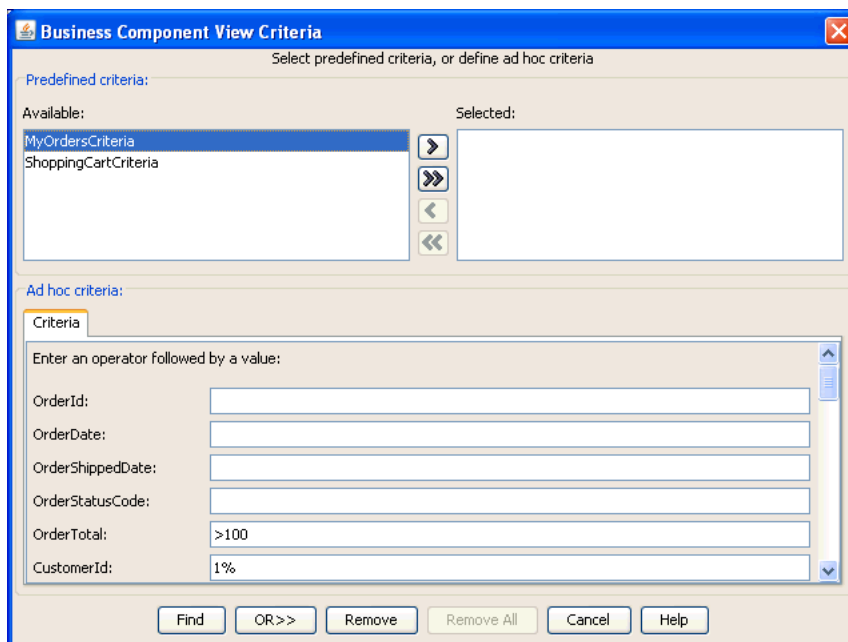 Business Component View Criteria
Select predefined criteria, or define ad hoc criteria
Predefined criteria:
Available:
Selected:
MyOrdersCriteria
ShoppingCartCriteria
Ad hoc criteria:
Criteria
Enter an operator followed by a value:
OrderId:
OrderDate:
OrderShippedDate:
OrderStatusCode:
OrderTotal: >100
CustomerId: 1%
Find OR>> Remove Remove All Cancel Help